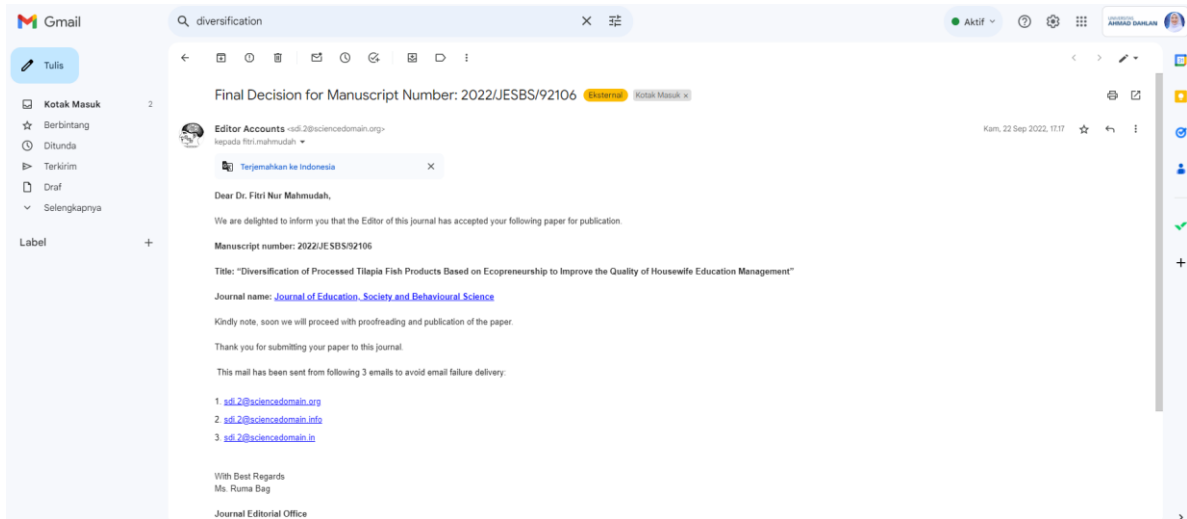 Gmail
diversification
Aktif
UNIVERSITAS
AHMAD DAHLAN
Tulis
Kotak Masuk 2
Berbintang
Ditunda
Terkirim
Draf
Selengkapnya
Label
Final Decision for Manuscript Number: 2022/JESBS/92106 Eksternal Kotak Masuk x
Editor Accounts <sdi.2@sciencedomain.org>
Kam, 22 Sep 2022, 17.17
kepada fitri.mahmudah
Terjemahkan ke Indonesia
Dear Dr. Fitri Nur Mahmudah,
We are delighted to inform you that the Editor of this journal has accepted your following paper for publication.
Manuscript number: 2022/JESBS/92106
Title: “Diversification of Processed Tilapia Fish Products Based on Ecopreneurship to Improve the Quality of Housewife Education Management”
Journal name: Journal of Education, Society and Behavioural Science
Kindly note, soon we will proceed with proofreading and publication of the paper.
Thank you for submitting your paper to this journal.
This mail has been sent from following 3 emails to avoid email failure delivery:
1. sdi.2@sciencedomain.org
2. sdi.2@sciencedomain.info
3. sdi.2@sciencedomain.in
With Best Regards
Ms. Ruma Bag
Journal Editorial Office